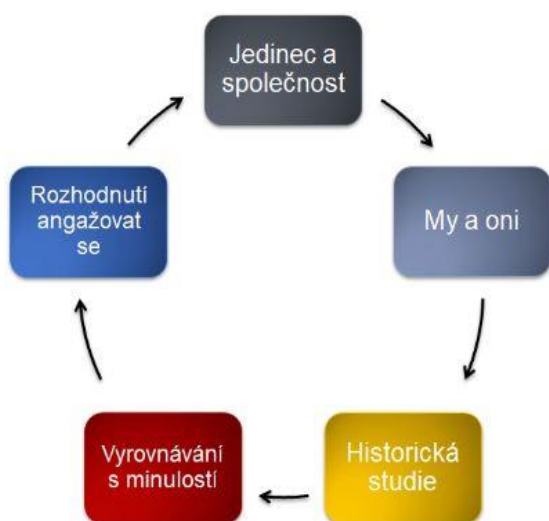 Jedinec a
společnost
My a oni
Historická
studie
Vyrovnávání
s minulostí
Rozhodnutí
angažovat
se